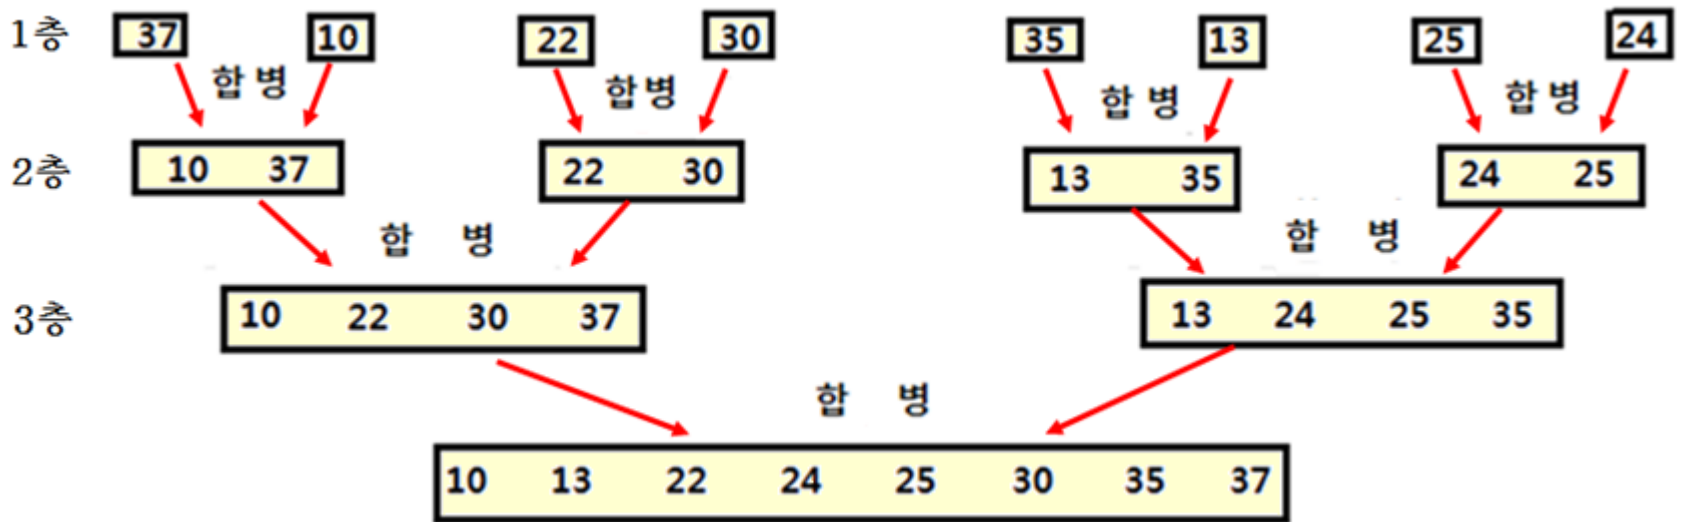 1층 37 10 22 30 35 13 25 24
합 병 합 병 합 병 합 병
2층 10 37 22 30 13 35 24 25
합 병 합 병
3층 10 22 30 37 13 24 25 35
합 병
10 13 22 24 25 30 35 37